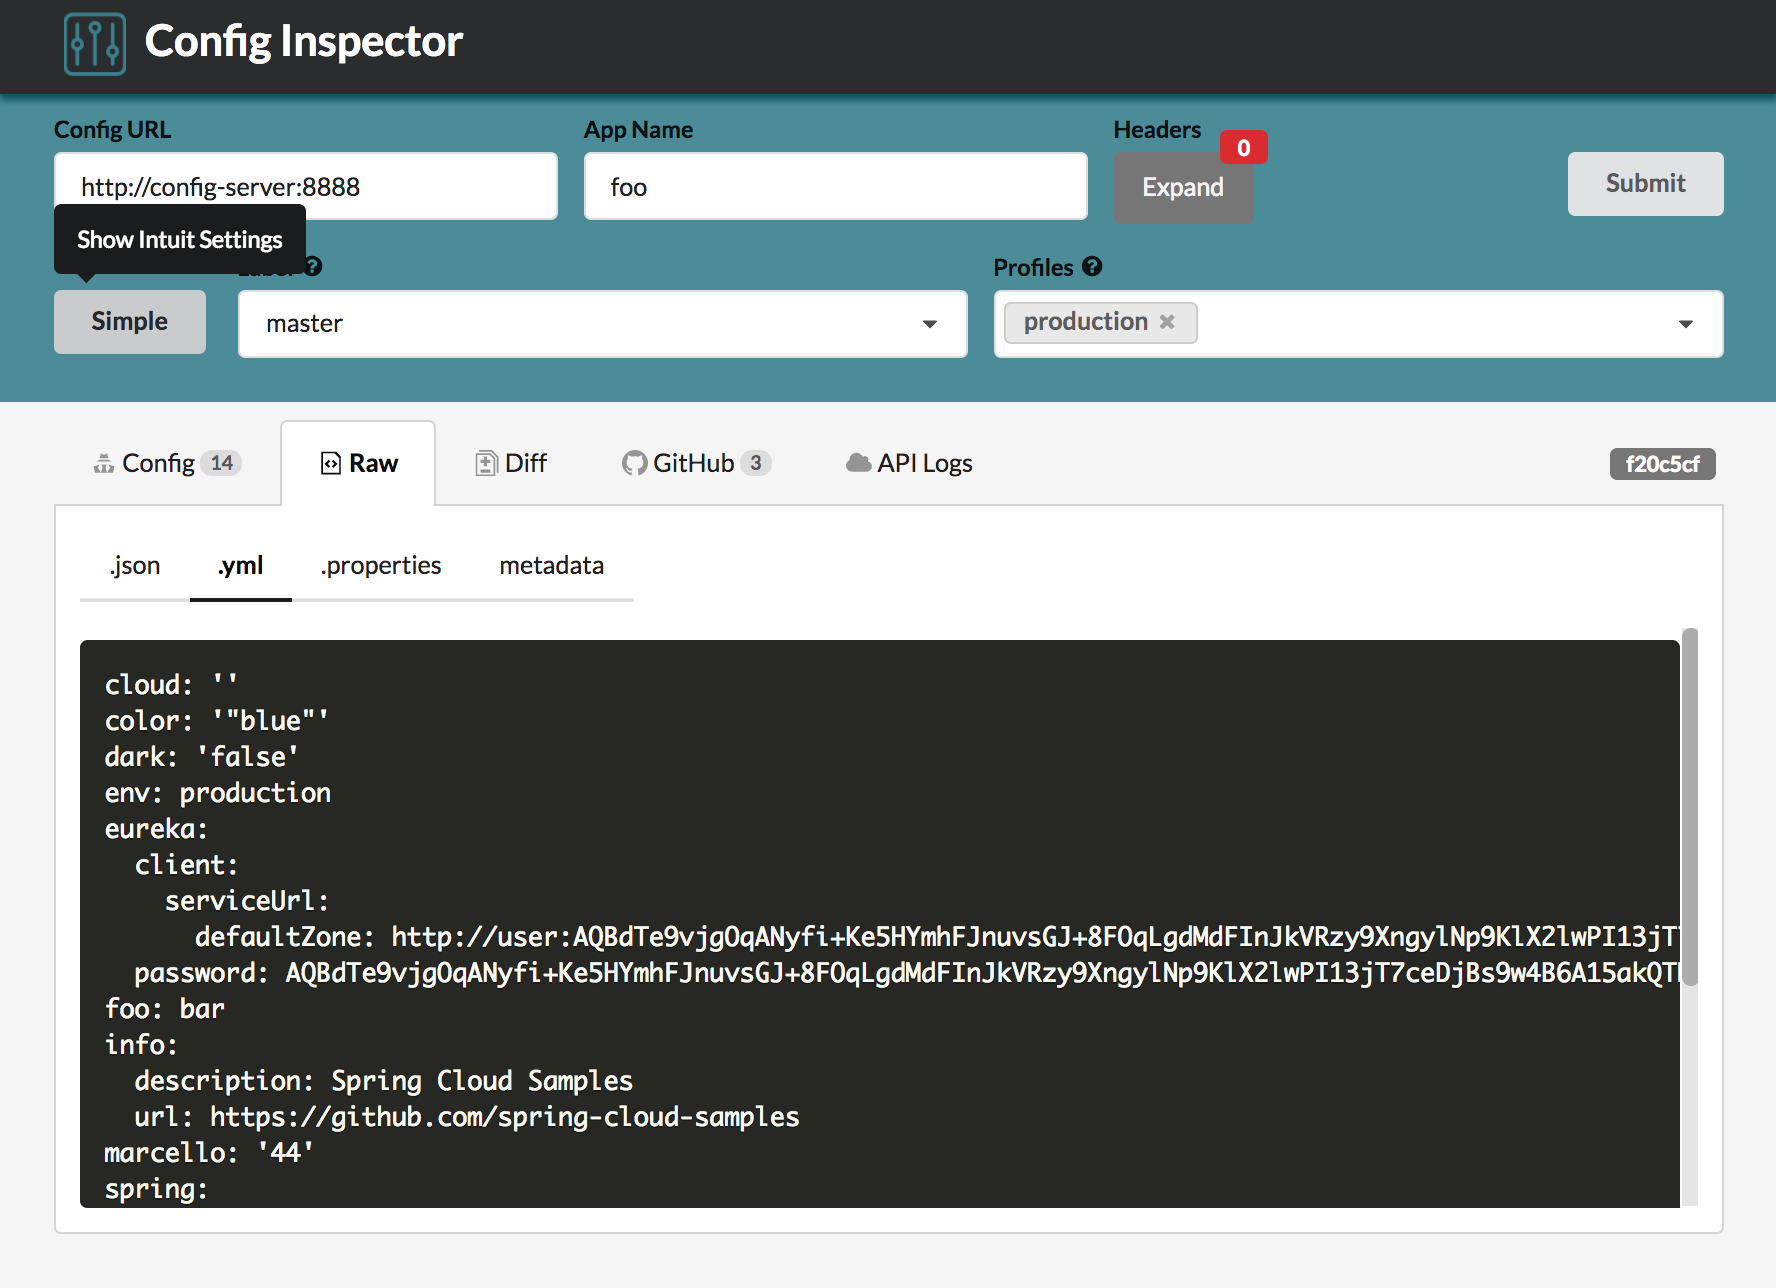 Config Inspector
Config URL
App Name
Headers
0
http://config-server:8888
foo
Expand
Submit
Show Intuit Settings
Profiles
Simple
master
production
Config 14
Raw
Diff
GitHub 3
API Logs
f20c5cf
.json
.yml
.properties
metadata
cloud: ''
color: '"blue"'
dark: 'false'
env: production
eureka:
  client:
    serviceUrl:
      defaultZone: http://user:AQBdTe9vjgOqANyfi+Ke5HYmhFJnuvsGJ+8FOqLgdMdFInJkVRzy9XngylNp9KlX2lwPI13jT
  password: AQBdTe9vjgOqANyfi+Ke5HYmhFJnuvsGJ+8FOqLgdMdFInJkVRzy9XngylNp9KlX2lwPI13jT7ceDjBs9w4B6A15akQT
foo: bar
info:
  description: Spring Cloud Samples
  url: https://github.com/spring-cloud-samples
marcello: '44'
spring: